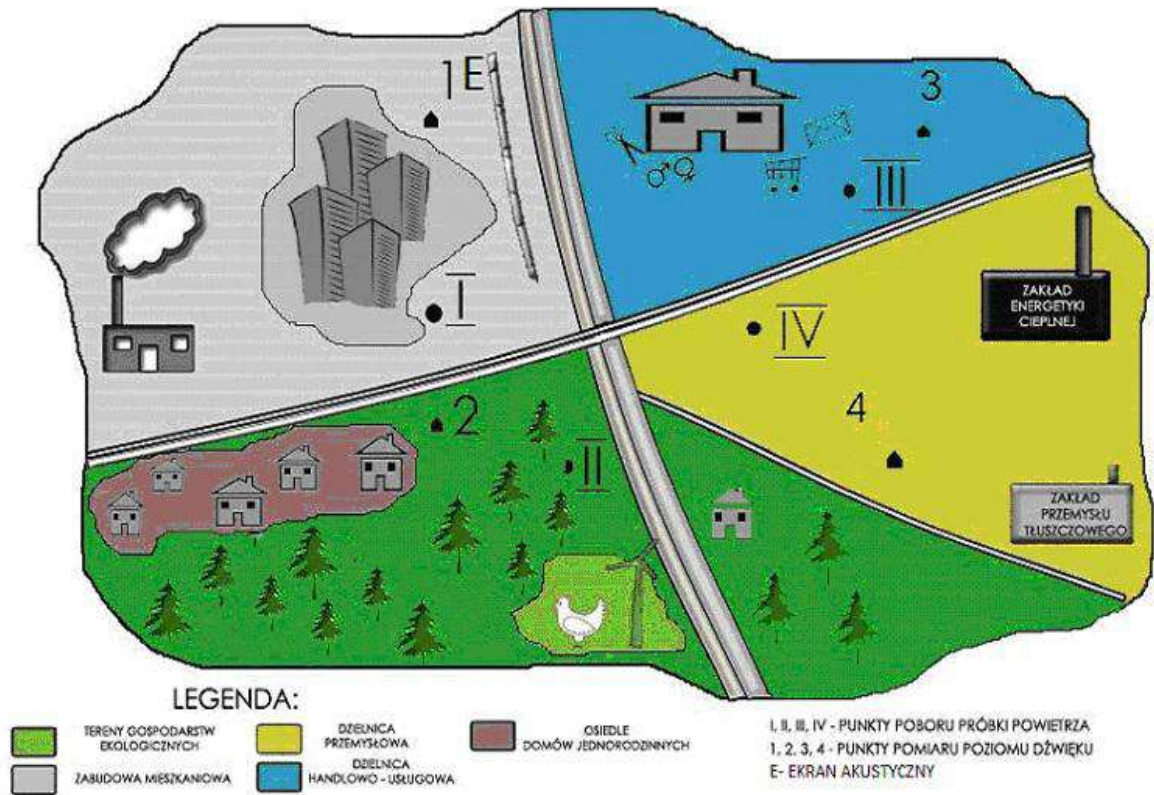 1 E
3
III
ZAKŁAD
ENERGETYKI
CIEPLNEJ
I
IV
2
4
II
ZAKŁAD
PRZEMYSŁU
TŁUSZCZOWEGO
LEGENDA:
TERENY GOSPODARSTW
EKOLOGICZNYCH
DZIELNICA
PRZEMYSŁOWA
OSIEDLE
DOMÓW JEDNORODZINNYCH
ZABUDOWA MIESZKANIOWA
DZIELNICA
HANDLOWO - USŁUGOWA
I, II, III, IV - PUNKTY POBORU PRÓBKI POWIETRZA
1, 2, 3, 4 - PUNKTY POMIARU POZIOMU DŹWIĘKU
E- EKRAN AKUSTYCZNY